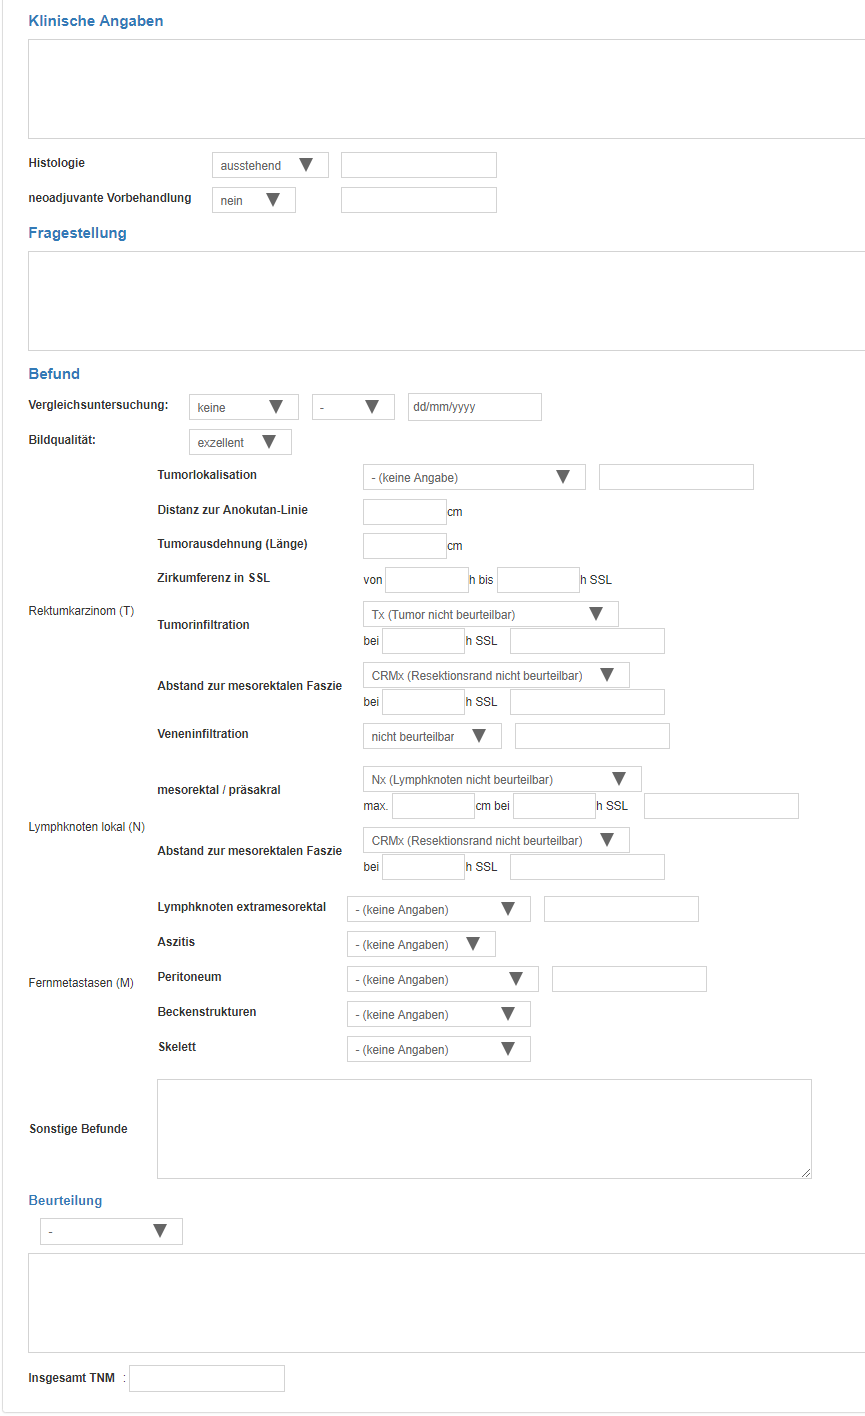 Klinische Angaben
Histologie ausstehend
neoadjuvante Vorbehandlung nein
Fragestellung
Befund
Vergleichsuntersuchung: keine - dd/mm/yyyy
Bildqualität: exzellent
Tumorlokalisation - (keine Angabe)
Distanz zur Anokutan-Linie cm
Tumorausdehnung (Länge) cm
Zirkumferenz in SSL von h bis h SSL
Rektumkarzinom (T)
Tumorinfiltration Tx (Tumor nicht beurteilbar)
bei h SSL
Abstand zur mesorektalen Faszie CRMx (Resektionsrand nicht beurteilbar)
bei h SSL
Veneninfiltration nicht beurteilbar
mesorektal / präsakral Nx (Lymphknoten nicht beurteilbar)
max. cm bei h SSL
Lymphknoten lokal (N)
Abstand zur mesorektalen Faszie CRMx (Resektionsrand nicht beurteilbar)
bei h SSL
Lymphknoten extramesorektal - (keine Angaben)
Aszitis - (keine Angaben)
Fernmetastasen (M) Peritoneum - (keine Angaben)
Beckenstrukturen - (keine Angaben)
Skelett - (keine Angaben)
Sonstige Befunde
Beurteilung
-
Insgesamt TNM :